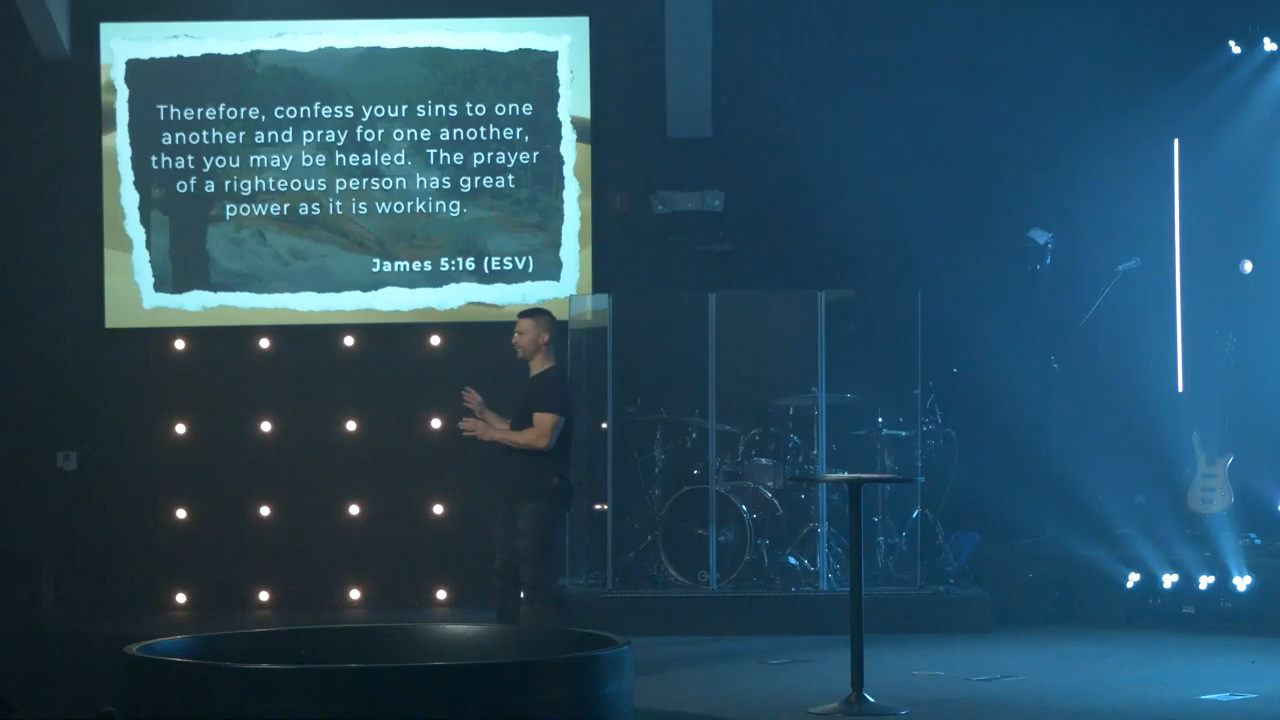 Therefore, confess your sins to one
another and pray for one another,
that you may be healed.  The prayer
of a righteous person has great
power as it is working.
James 5:16 (ESV)